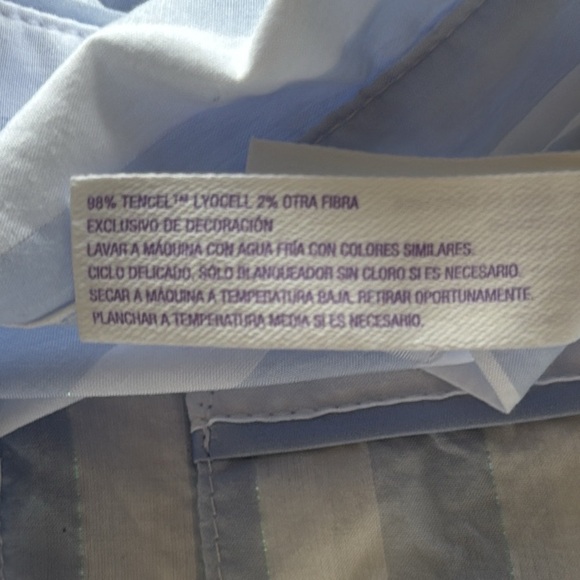 98% TENCEL™ LYOCELL 2% OTRA FIBRA
EXCLUSIVO DE DECORACIÓN
LAVAR A MÁQUINA CON AGUA FRÍA CON COLORES SIMILARES.
CICLO DELICADO. SÓLO BLANQUEADOR SIN CLORO SI ES NECESARIO.
SECAR A MÁQUINA A TEMPERATURA BAJA. RETIRAR OPORTUNAMENTE.
PLANCHAR A TEMPERATURA MEDIA SI ES NECESARIO.